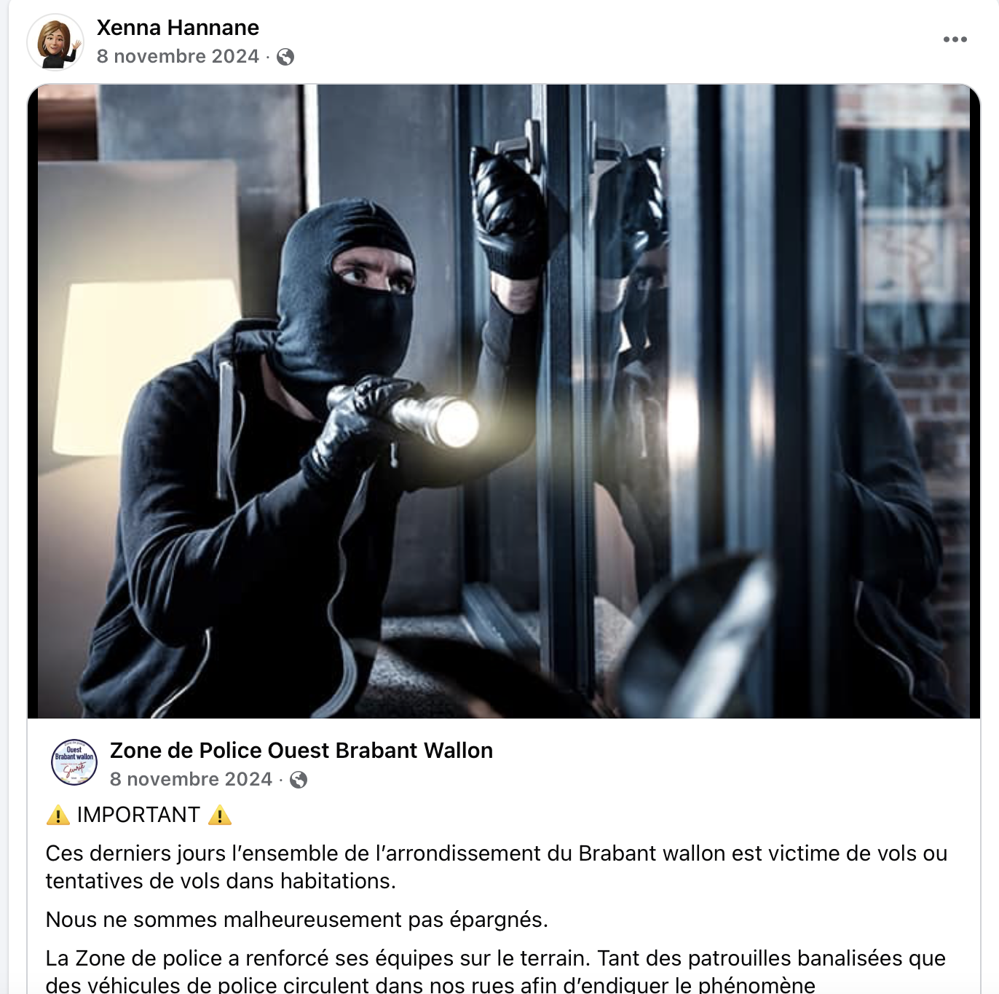 Xenna Hannane
8 novembre 2024 ·
Zone de Police Ouest Brabant Wallon
8 novembre 2024 ·
Ouest
Brabant wallon
Sécurité
⚠️ IMPORTANT ⚠️
Ces derniers jours l’ensemble de l’arrondissement du Brabant wallon est victime de vols ou
tentatives de vols dans habitations.
Nous ne sommes malheureusement pas épargnés.
La Zone de police a renforcé ses équipes sur le terrain. Tant des patrouilles banalisées que
des véhicules de police circulent dans nos rues afin d’endiguer le phénomène